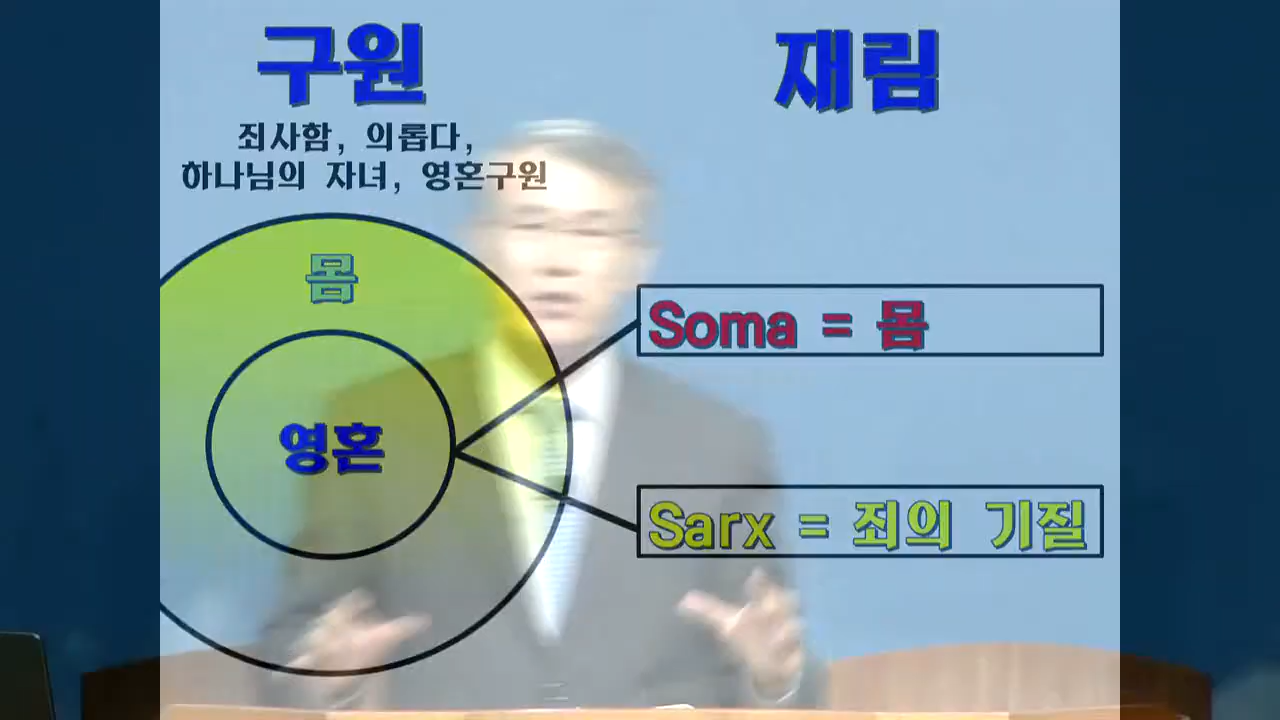 구원
재림
죄사함, 의롭다,
하나님의 자녀, 영혼구원
몸
영혼
Soma = 몸
Sarx = 죄의 기질